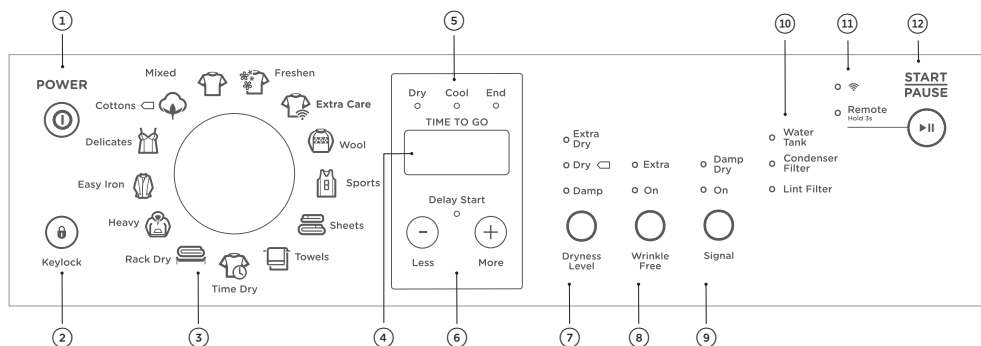 1
5
10
11
12
POWER
Mixed
Freshen
Cottons
Extra Care
Delicates
Wool
Easy Iron
Sports
Heavy
Sheets
Rack Dry
Towels
Time Dry
Keylock
Dry Cool End
TIME TO GO
Delay Start
- +
Less More
Extra
Dry
Dry
Damp
Dryness
Level
Extra
On
Wrinkle
Free
Damp
Dry
On
Signal
Water
Tank
Condenser
Filter
Lint Filter
Remote
Hold 3s
START
PAUSE
2
3
4
6
7
8
9